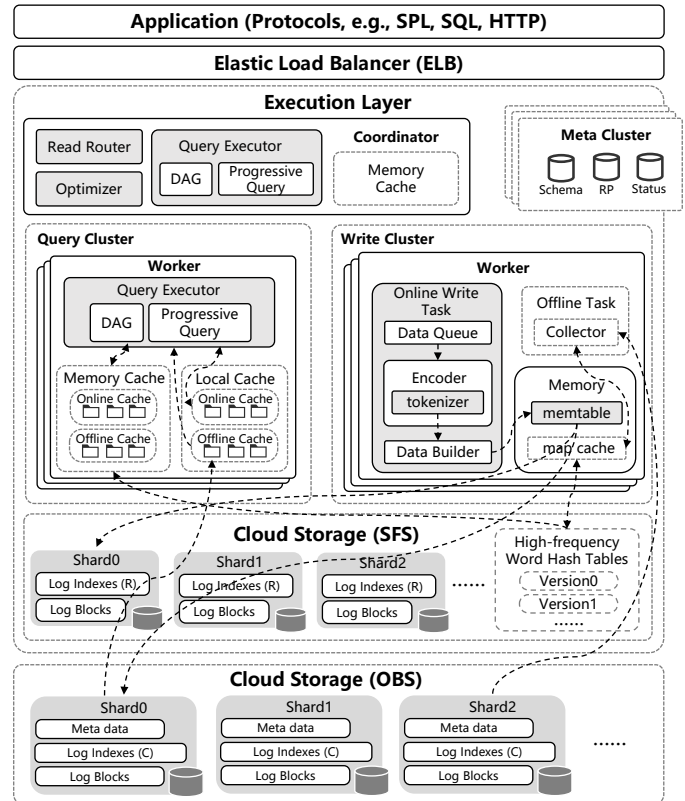 Application (Protocols, e.g., SPL, SQL, HTTP)
Elastic Load Balancer (ELB)
Execution Layer
Read Router
Optimizer
Query Executor
DAG
Progressive
Query
Coordinator
Memory
Cache
Meta Cluster
Schema
RP
Status
Query Cluster
Worker
Query Executor
DAG
Progressive
Query
Memory Cache
Online Cache
Offline Cache
Local Cache
Online Cache
Offline Cache
Write Cluster
Worker
Online Write
Task
Data Queue
Encoder
tokenizer
Data Builder
Offline Task
Collector
Memory
memtable
map cache
Cloud Storage (SFS)
Shard0
Log Indexes (R)
Log Blocks
Shard1
Log Indexes (R)
Log Blocks
Shard2
Log Indexes (R)
Log Blocks
......
High-frequency
Word Hash Tables
Version0
Version1
......
Cloud Storage (OBS)
Shard0
Meta data
Log Indexes (C)
Log Blocks
Shard1
Meta data
Log Indexes (C)
Log Blocks
Shard2
Meta data
Log Indexes (C)
Log Blocks
......